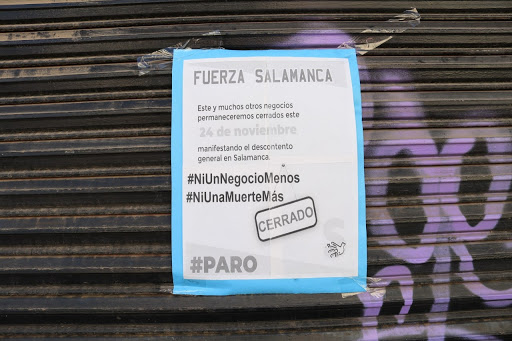 FUERZA SALAMANCA
Este y muchos otros negocios
permaneceremos cerrados este
24 de noviembre
manifestando el descontento
general en Salamanca.
#NiUnNegocioMenos
#NiUnaMuerteMás
CERRADO
#PARO